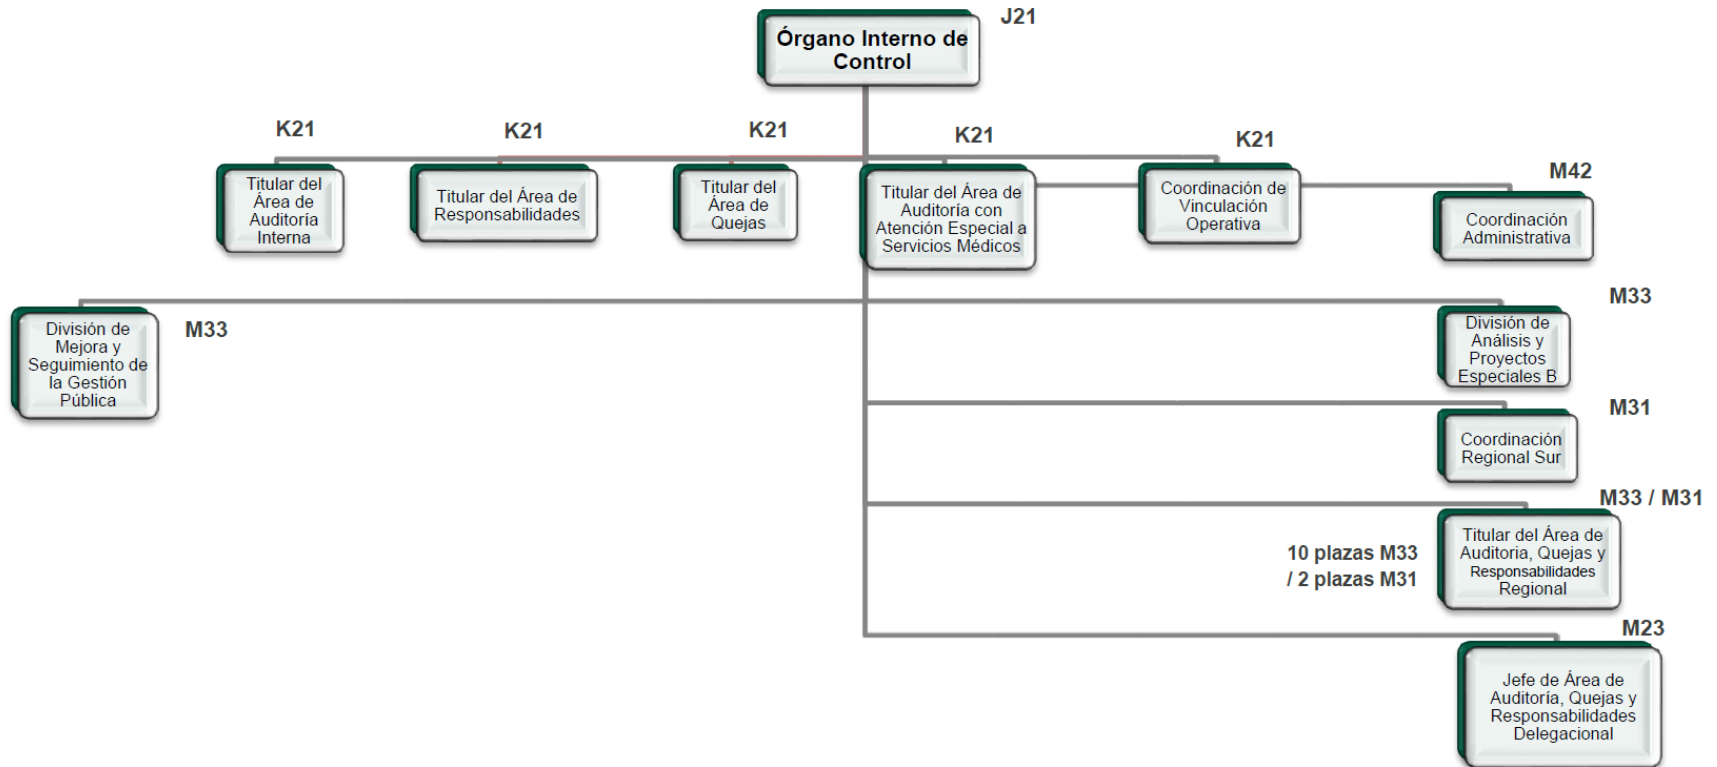 J21
Órgano Interno de
Control
K21
K21
K21
K21
K21
M42
Titular del
Área de
Auditoría
Interna
Titular del Área de
Responsabilidades
Titular del
Área de
Quejas
Titular del Área de
Auditoría con
Atención Especial a
Servicios Médicos
Coordinación de
Vinculación
Operativa
Coordinación
Administrativa
División de
Mejora y
Seguimiento de
la Gestión
Pública
M33
M33
División de
Análisis y
Proyectos
Especiales B
M31
Coordinación
Regional Sur
M33 / M31
10 plazas M33
/ 2 plazas M31
Titular del Área de
Auditoria, Quejas y
Responsabilidades
Regional
M23
Jefe de Área de
Auditoría, Quejas y
Responsabilidades
Delegacional